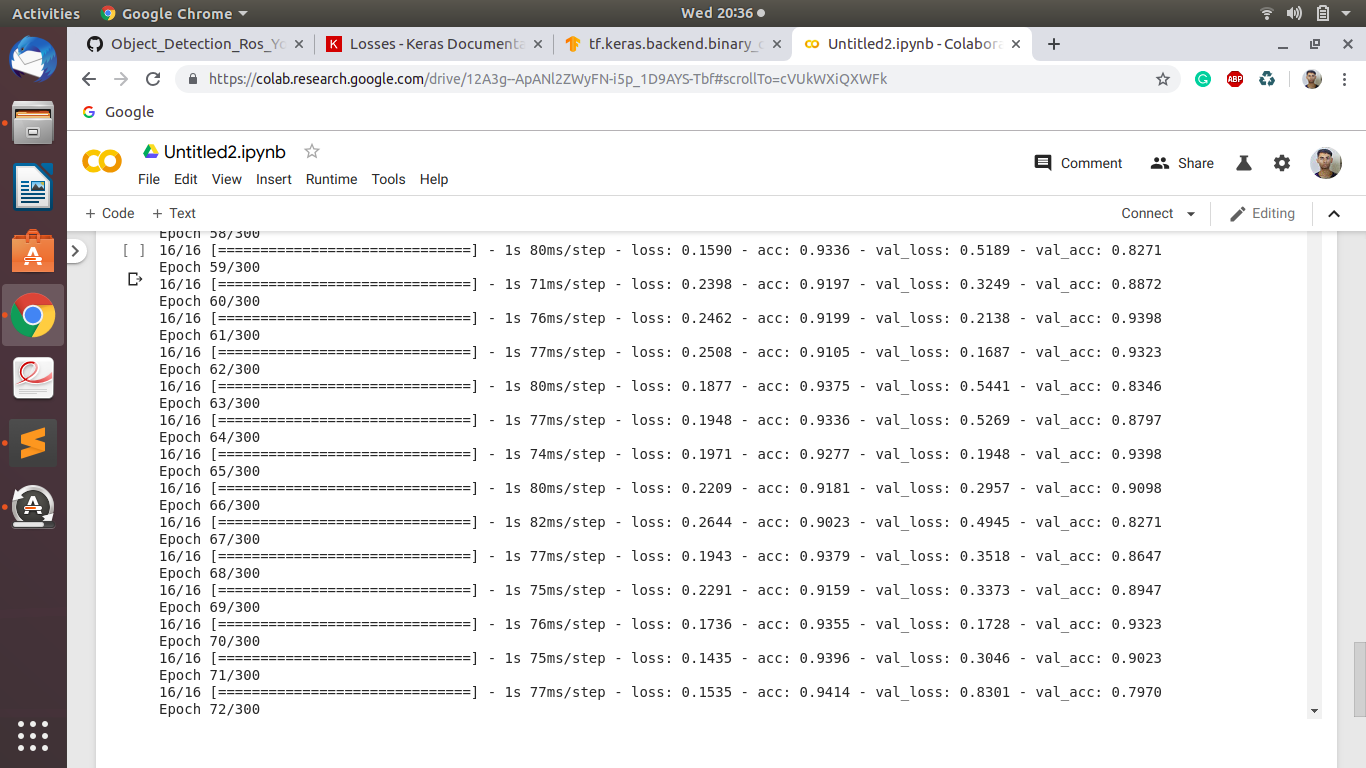 Activities Google Chrome Wed 20:36
Object_Detection_Ros_Yo Losses - Keras Documenta tf.keras.backend.binary_c Untitled2.ipynb - Colabora
https://colab.research.google.com/drive/12A3g--ApANl2ZWyFN-i5p_1D9AYS-Tbf#scrollTo=cVUkWXiQXWFk ABP
G Google
CO Untitled2.ipynb Comment Share
File Edit View Insert Runtime Tools Help
+ Code + Text Connect Editing
Epoch 58/300
[ ] 16/16 [==============================] - 1s 80ms/step - loss: 0.1590 - acc: 0.9336 - val_loss: 0.5189 - val_acc: 0.8271
Epoch 59/300
16/16 [==============================] - 1s 71ms/step - loss: 0.2398 - acc: 0.9197 - val_loss: 0.3249 - val_acc: 0.8872
Epoch 60/300
16/16 [==============================] - 1s 76ms/step - loss: 0.2462 - acc: 0.9199 - val_loss: 0.2138 - val_acc: 0.9398
Epoch 61/300
16/16 [==============================] - 1s 77ms/step - loss: 0.2508 - acc: 0.9105 - val_loss: 0.1687 - val_acc: 0.9323
Epoch 62/300
16/16 [==============================] - 1s 80ms/step - loss: 0.1877 - acc: 0.9375 - val_loss: 0.5441 - val_acc: 0.8346
Epoch 63/300
16/16 [==============================] - 1s 77ms/step - loss: 0.1948 - acc: 0.9336 - val_loss: 0.5269 - val_acc: 0.8797
Epoch 64/300
16/16 [==============================] - 1s 74ms/step - loss: 0.1971 - acc: 0.9277 - val_loss: 0.1948 - val_acc: 0.9398
Epoch 65/300
16/16 [==============================] - 1s 80ms/step - loss: 0.2209 - acc: 0.9181 - val_loss: 0.2957 - val_acc: 0.9098
Epoch 66/300
16/16 [==============================] - 1s 82ms/step - loss: 0.2644 - acc: 0.9023 - val_loss: 0.4945 - val_acc: 0.8271
Epoch 67/300
16/16 [==============================] - 1s 77ms/step - loss: 0.1943 - acc: 0.9379 - val_loss: 0.3518 - val_acc: 0.8647
Epoch 68/300
16/16 [==============================] - 1s 75ms/step - loss: 0.2291 - acc: 0.9159 - val_loss: 0.3373 - val_acc: 0.8947
Epoch 69/300
16/16 [==============================] - 1s 76ms/step - loss: 0.1736 - acc: 0.9355 - val_loss: 0.1728 - val_acc: 0.9323
Epoch 70/300
16/16 [==============================] - 1s 75ms/step - loss: 0.1435 - acc: 0.9396 - val_loss: 0.3046 - val_acc: 0.9023
Epoch 71/300
16/16 [==============================] - 1s 77ms/step - loss: 0.1535 - acc: 0.9414 - val_loss: 0.8301 - val_acc: 0.7970
Epoch 72/300